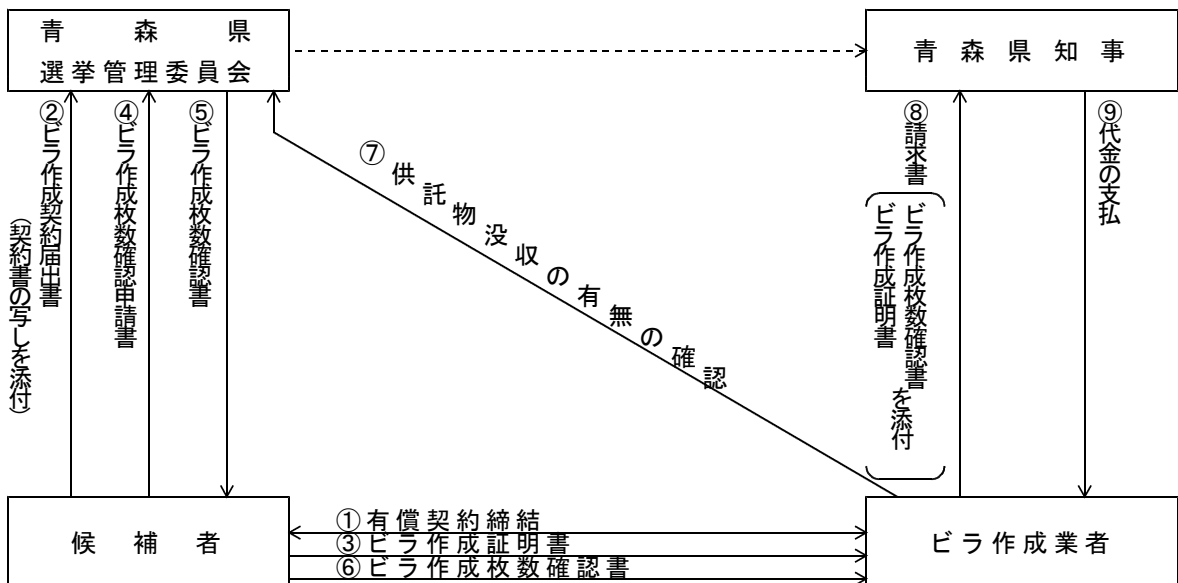 青森県
選挙管理委員会
青森県知事
②ビラ作成契約届出書
（契約書の写しを添付）
④ビラ作成枚数確認申請書
⑤ビラ作成枚数確認書
⑦供託物没収の有無の確認
⑧請求書
ビラ作成枚数確認書
ビラ作成証明書
を添付
⑨代金の支払
候補者
①有償契約締結
③ビラ作成証明書
⑥ビラ作成枚数確認書
ビラ作成業者